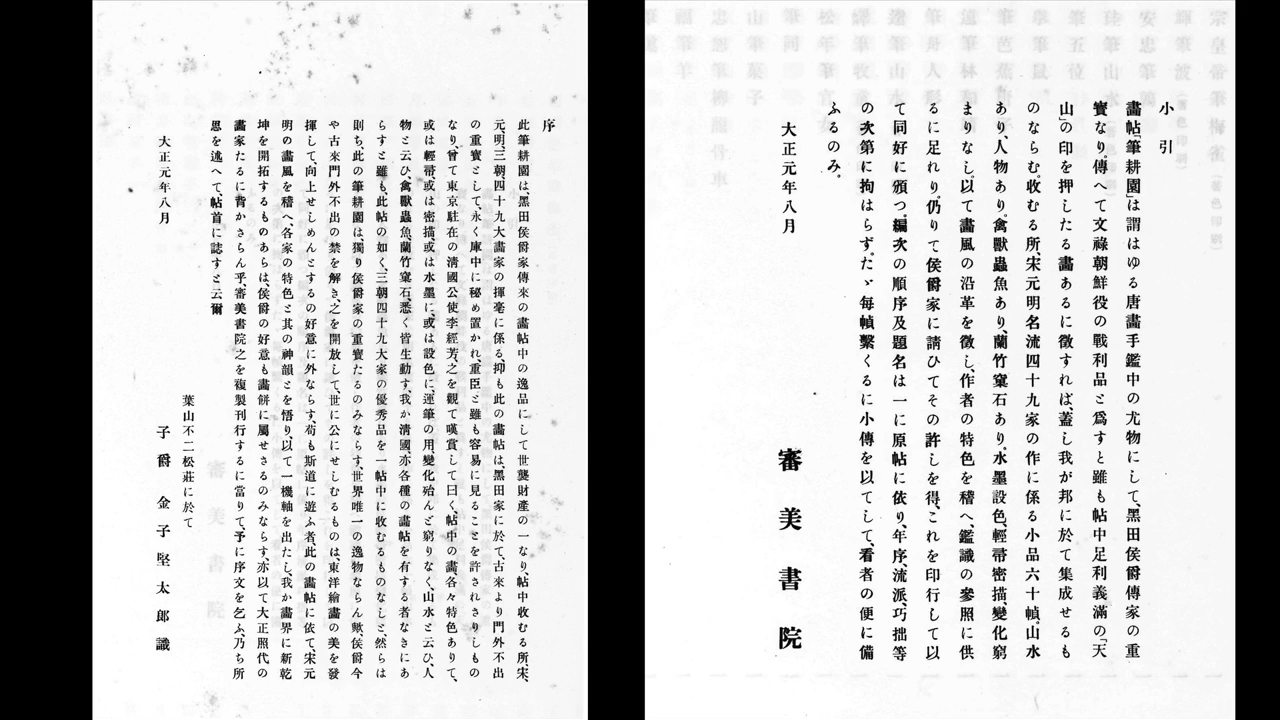 小引
畫帖「筆耕園」は謂はゆる唐畫手鑑中の尤物にして、黑田侯爵傳家の重
寶なり。傳へて文祿朝鮮役の戰利品と爲すと雖も帖中足利義滿の「天
山」の印を押したる畫あるに徵すれば、蓋し我が邦に於て集成せるも
のならむ。收むる所、宋元明名流四十九家の作に係る小品六十幀。山水
あり、人物あり、禽獸蟲魚あり、蘭竹窠石あり。水墨設色、輕帚密描、變化窮
まりなし。以て畫風の沿革を徵し、作者の特色を稽へ、鑑識の參照に供
るに足れり。仍りて侯爵家に請ひてその許しを得、これを印行して以
て同好に頒つ。編次の順序及題名は一に原帖に依り、年序、流派、巧拙等
の次第に拘はらず。たゞ每幀繫くるに小傳を以てして、看者の便に備
ふるのみ。
大正元年八月
審美書院
序
此筆耕園は、黑田侯爵家傳來の畵帖中の逸品にして世襲財產の一なり、帖中收むる所、宋、
元明、三朝、四十九大畵家の揮毫に係る、抑も此の畵帖は、黑田家に於て、古來より門外不出
の重寶として、永く庫中に秘め置かれ、重臣と雖も容易に見ることを許されさりしもの
なり、曾て東京駐在の淸國公使李經芳、之を觀て嘆賞して曰く、帖中の畵、各々特色ありて、
或は輕帚、或は密描、或は水墨に、或は設色に、運筆の用、變化殆んど窮りなく、山水と云ひ、人
物と云ひ、禽獸蟲魚、蘭竹窠石、悉く皆生動す、我か淸國、亦各種の畵帖を有する者なきにあ
らすと雖も、此帖の如く、三朝四十九大家の優秀品を一帖中に收むるものなしと、然らは
則ち、此の筆耕園は獨り侯爵家の重寶たるのみならす、世界唯一の逸物ならん歟、侯爵今
や古來門外不出の禁を解き、之を開放して、世に公にせしむるものは、東洋繪畵の美を發
揮して、向上せしめんとするの好意に外ならす、苟も斯道に遊ふ者、此の畵帖に依て、宋元
明の畵風を稽へ、各家の特色と其の神韻とを悟り、以て一機軸を出たし、我か畵界に新乾
坤を開拓するものあらは、侯爵の好意も畵餠に屬せさるのみならす、亦以て大正照代の
畵家たるに背かさらん乎、審美書院之を複製刊行するに當りて、予に序文を乞ふ、乃ち所
思を述へて、帖首に誌すと云爾
大正元年八月
葉山不二松莊に於て
子爵 金子堅太郎識